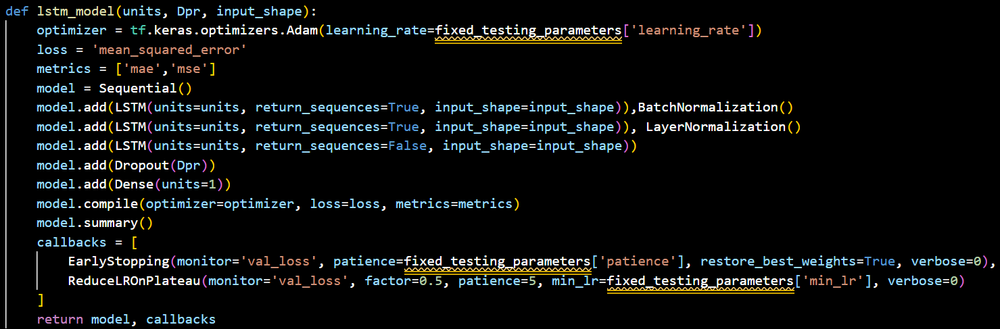 def lstm_model(units, Dpr, input_shape):
    optimizer = tf.keras.optimizers.Adam(learning_rate=fixed_testing_parameters['learning_rate'])
    loss = 'mean_squared_error'
    metrics = ['mae','mse']
    model = Sequential()
    model.add(LSTM(units=units, return_sequences=True, input_shape=input_shape)),BatchNormalization()
    model.add(LSTM(units=units, return_sequences=True, input_shape=input_shape)), LayerNormalization()
    model.add(LSTM(units=units, return_sequences=False, input_shape=input_shape))
    model.add(Dropout(Dpr))
    model.add(Dense(units=1))
    model.compile(optimizer=optimizer, loss=loss, metrics=metrics)
    model.summary()
    callbacks = [
        EarlyStopping(monitor='val_loss', patience=fixed_testing_parameters['patience'], restore_best_weights=True, verbose=0),
        ReduceLROnPlateau(monitor='val_loss', factor=0.5, patience=5, min_lr=fixed_testing_parameters['min_lr'], verbose=0)
    ]
    return model, callbacks